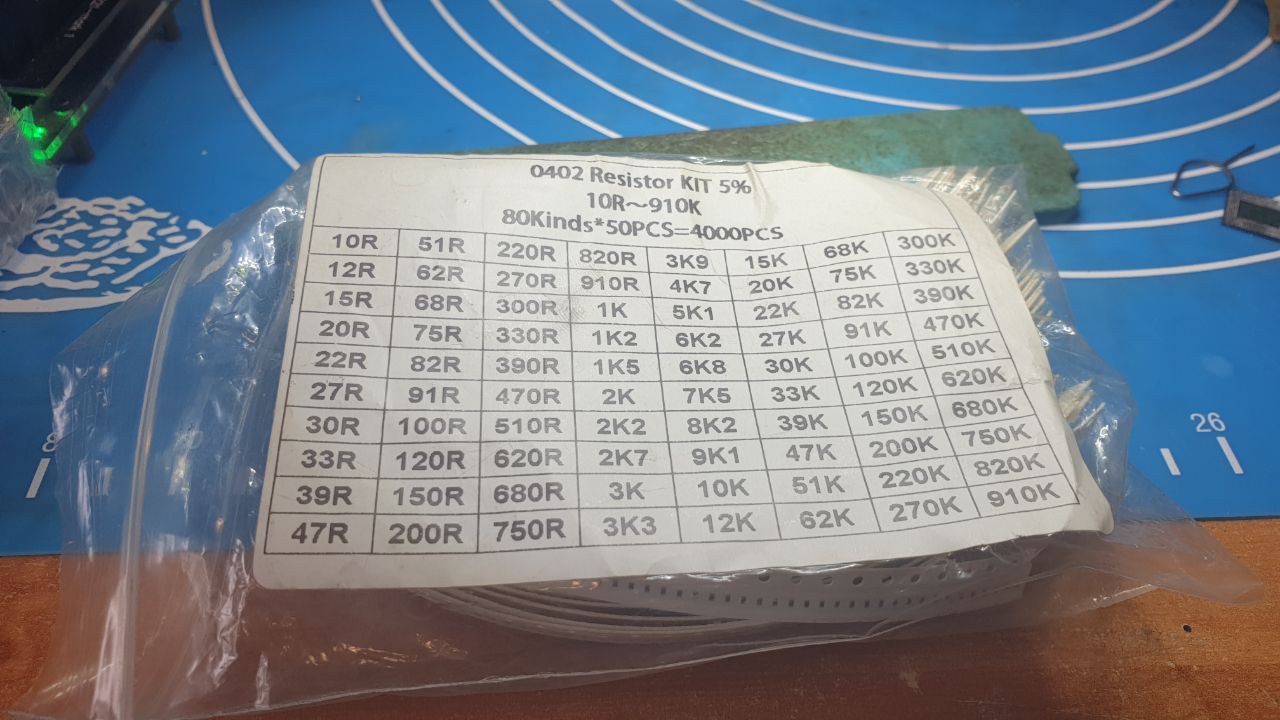 0402 Resistor KIT 5%
10R~910K
80Kinds*50PCS=4000PCS
10R 51R 220R 820R 3K9 15K 68K 300K
12R 62R 270R 910R 4K7 20K 75K 330K
15R 68R 300R 1K 5K1 22K 82K 390K
20R 75R 330R 1K2 6K2 27K 91K 470K
22R 82R 390R 1K5 6K8 30K 100K 510K
27R 91R 470R 2K 7K5 33K 120K 620K
30R 100R 510R 2K2 8K2 39K 150K 680K
33R 120R 620R 2K7 9K1 47K 200K 750K
39R 150R 680R 3K 10K 51K 220K 820K
47R 200R 750R 3K3 12K 62K 270K 910K
8
26